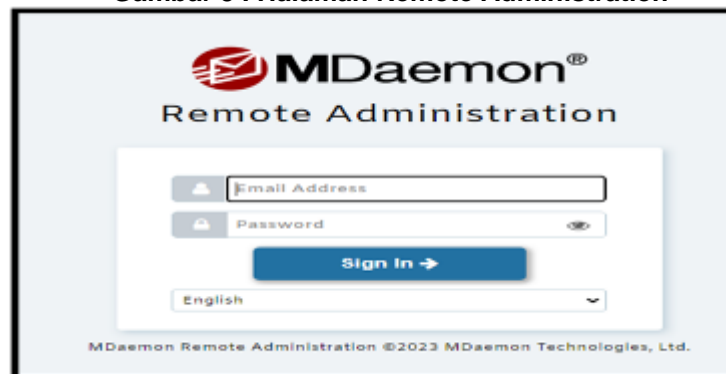 MDaemon®
Remote Administration
Email Address
Password
Sign In →
English
MDaemon Remote Administration ©2023 MDaemon Technologies, Ltd.